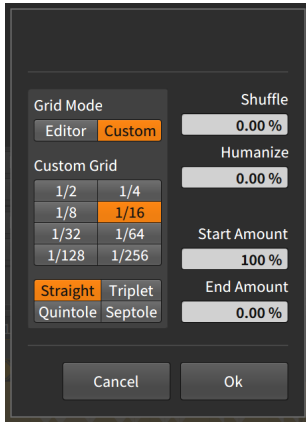 Grid Mode
Editor Custom
Custom Grid
1/2 1/4
1/8 1/16
1/32 1/64
1/128 1/256
Straight Triplet
Quintole Septole
Shuffle
0.00 %
Humanize
0.00 %
Start Amount
100 %
End Amount
0.00 %
Cancel Ok